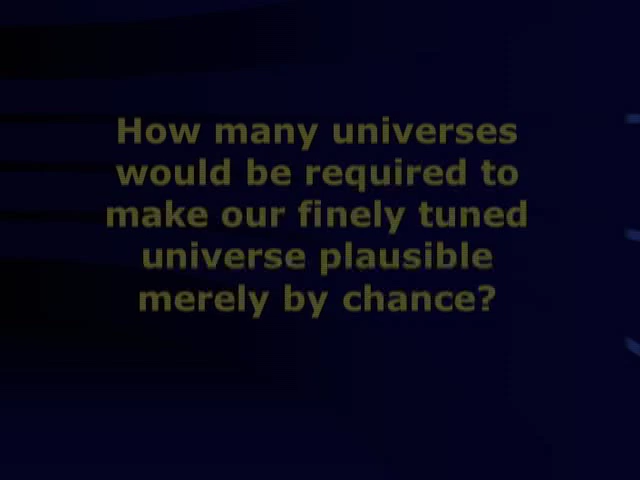 How many universes
would be required to
make our finely tuned
universe plausible
merely by chance?